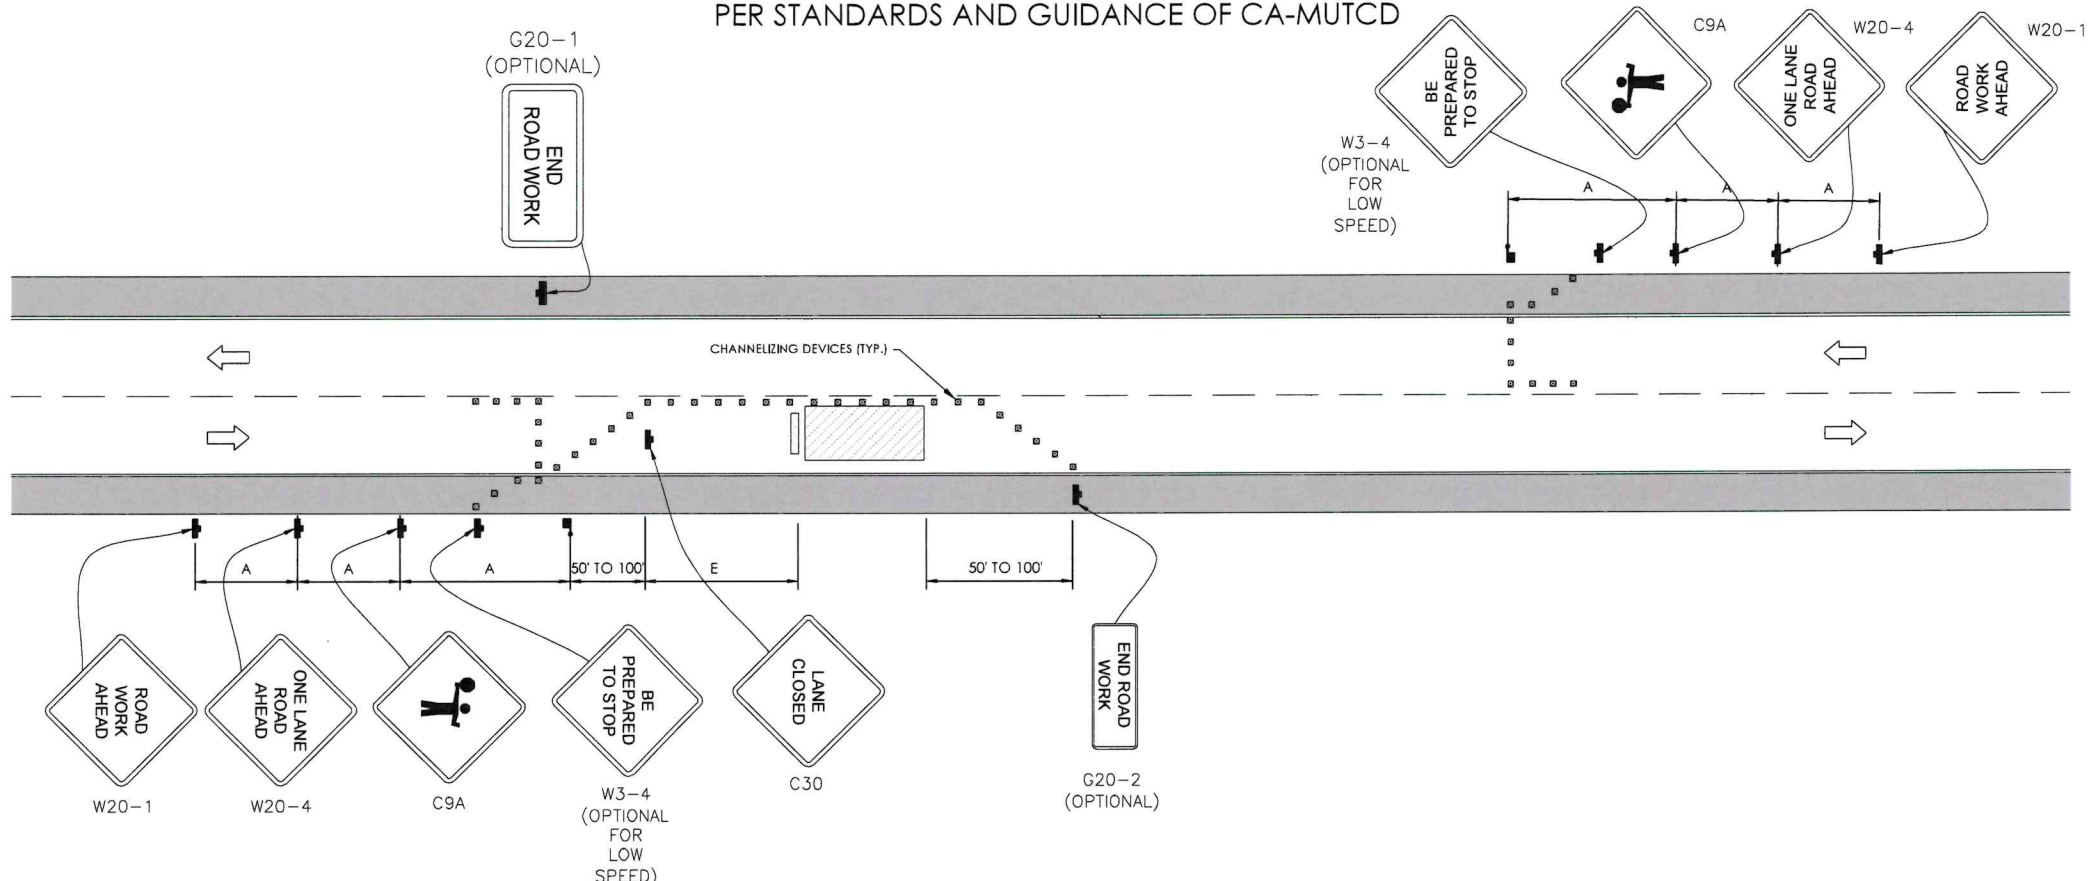 PER STANDARDS AND GUIDANCE OF CA-MUTCD
G20-1
(OPTIONAL)
END
ROAD WORK
BE
PREPARED
TO STOP
W3-4
(OPTIONAL
FOR
LOW
SPEED)
C9A
ONE LANE
ROAD
AHEAD
W20-4
ROAD
WORK
AHEAD
W20-1
A
A
A
CHANNELIZING DEVICES (TYP.)
A
A
A
50' TO 100'
E
50' TO 100'
ROAD
WORK
AHEAD
W20-1
ONE LANE
ROAD
AHEAD
W20-4
C9A
BE
PREPARED
TO STOP
W3-4
(OPTIONAL
FOR
LOW
SPEED)
LANE
CLOSED
C30
END ROAD
WORK
G20-2
(OPTIONAL)